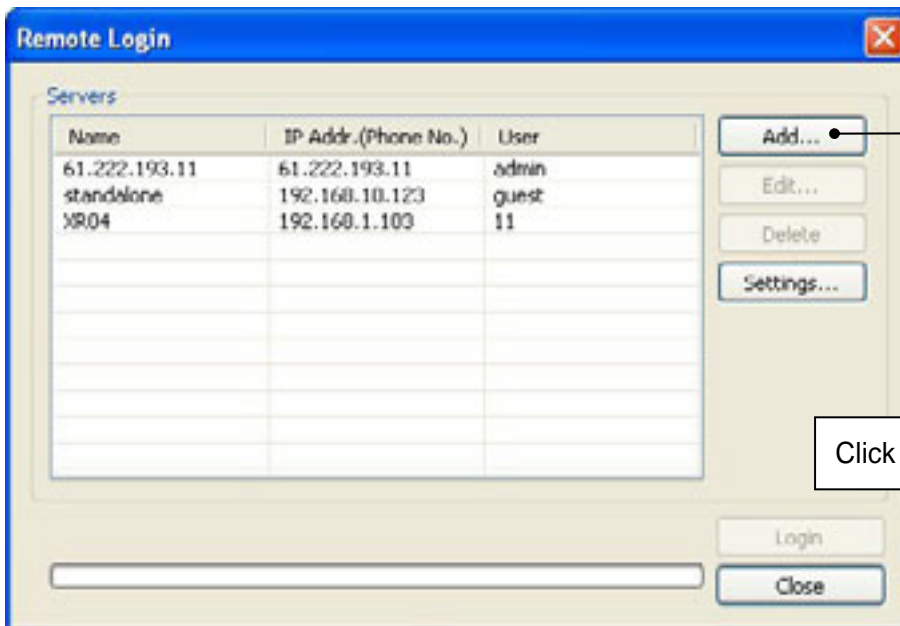 Remote Login
Servers
Name IP Addr.(Phone No.) User
61.222.193.11 61.222.193.11 admin
standalone 192.168.10.123 guest
XR04 192.168.1.103 11
Add...
Edit...
Delete
Settings...
Click
Login
Close